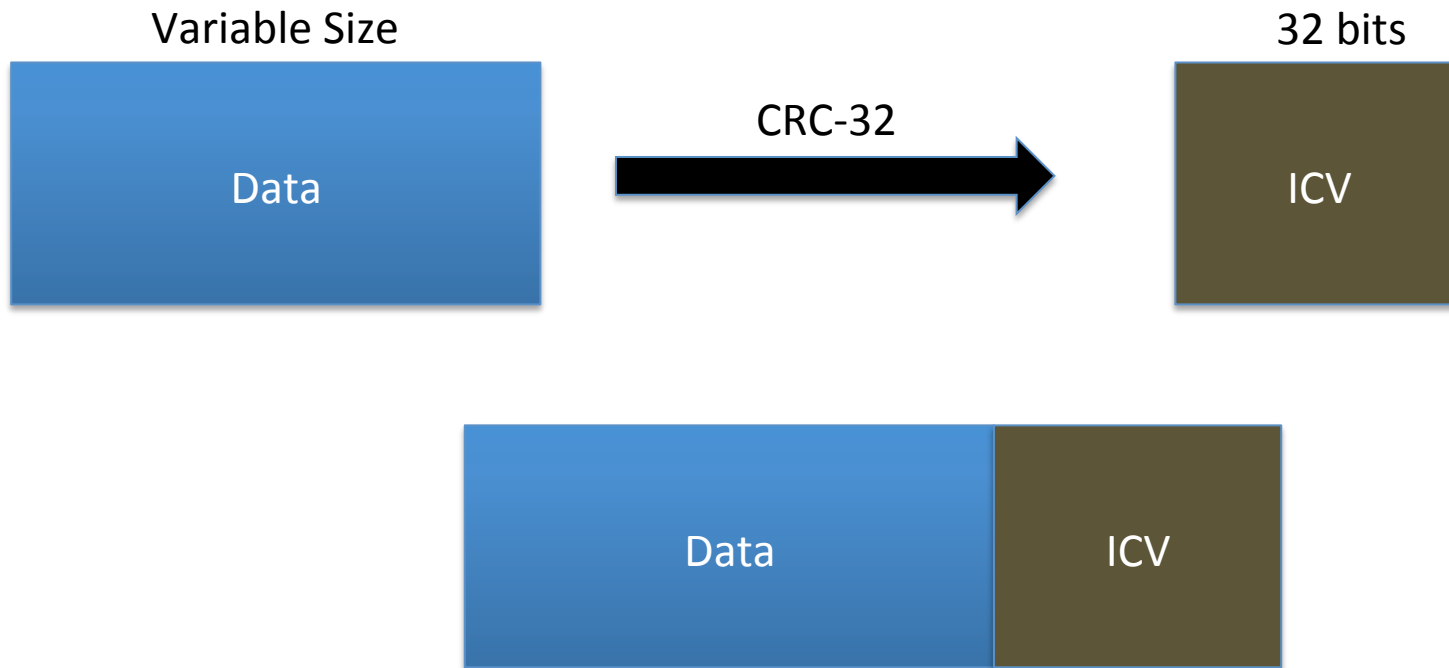 Variable Size
32 bits
CRC-32
Data
ICV
Data
ICV